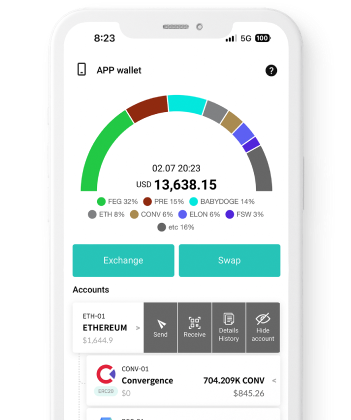 8:23
5G 100
APP wallet ?
02.07 20:23
USD 13,638.15
FEG 32% PRE 15% BABYDOGE 14%
ETH 8% CONV 6% ELON 6% FSW 3%
etc 16%
Exchange Swap
Accounts
ETH-01
ETHEREUM >
$1,644.9
Send
Receive
Details
History
Hide
account
CONV-01
Convergence 704.209K CONV <
ERC20 $0 $845.26